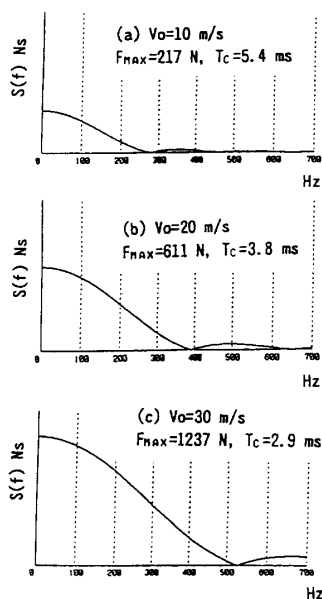 (a) Vo=10 m/s
FMAX=217 N, Tc=5.4 ms
S(f) Ns
0 100 200 300 400 500 600 700
Hz
(b) Vo=20 m/s
FMAX=611 N, Tc=3.8 ms
S(f) Ns
0 100 200 300 400 500 600 700
Hz
(c) Vo=30 m/s
FMAX=1237 N, Tc=2.9 ms
S(f) Ns
0 100 200 300 400 500 600 700
Hz